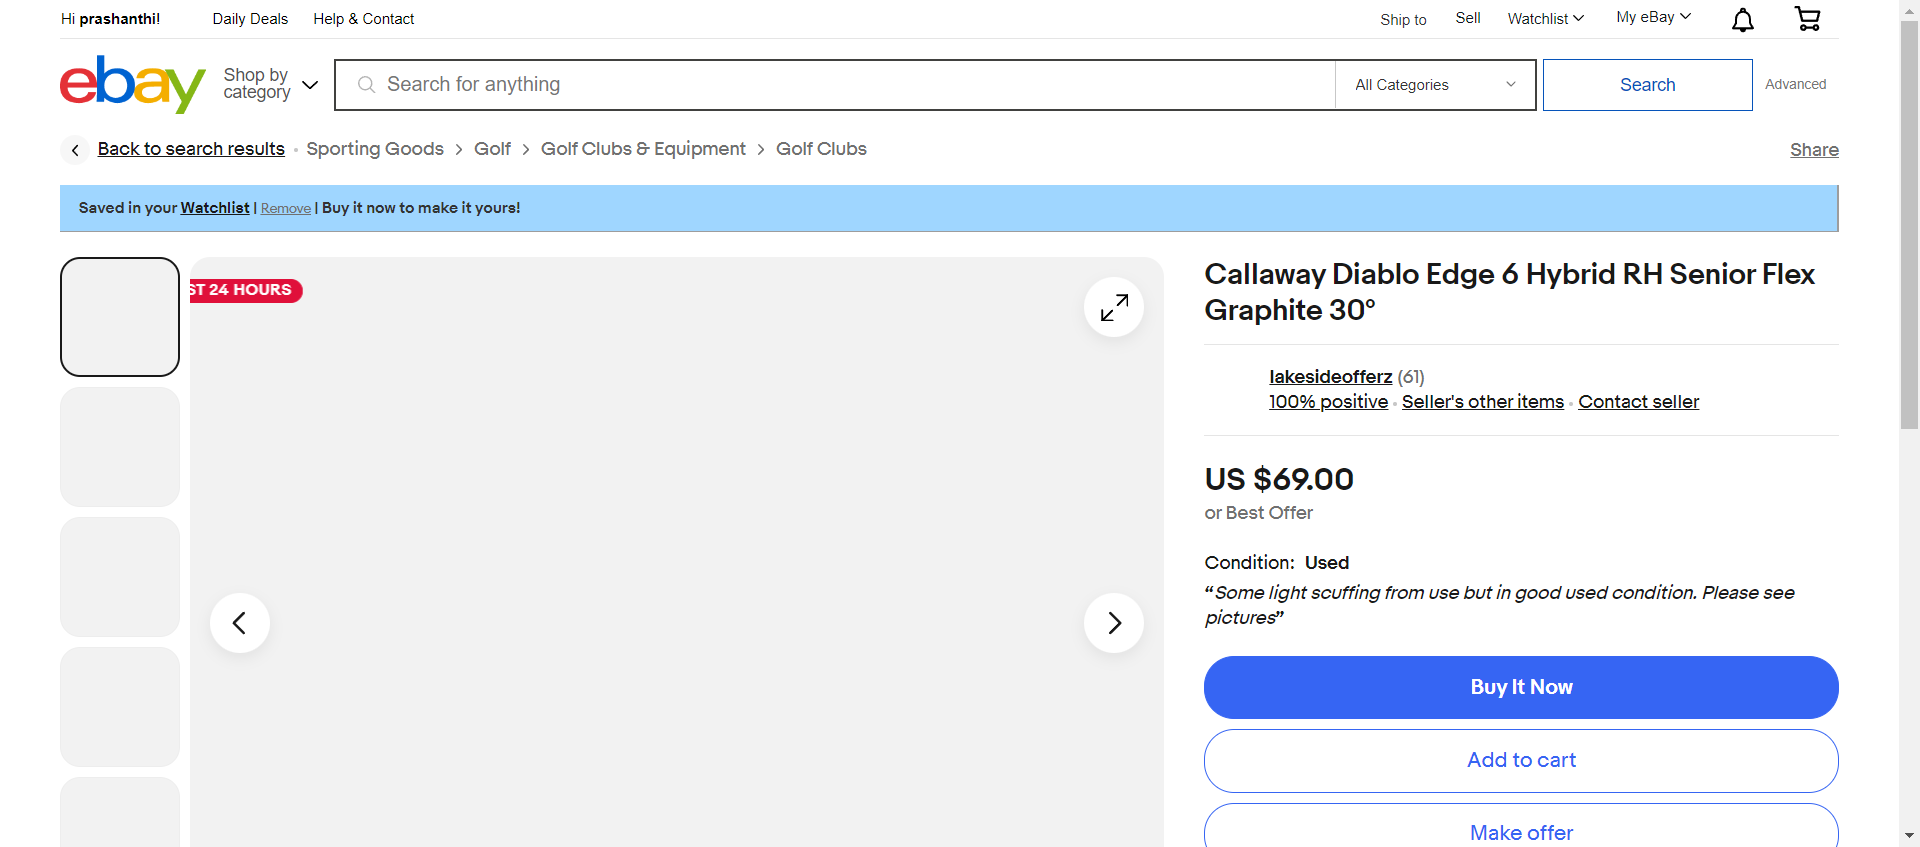 Hi prashanthi! Daily Deals Help & Contact Ship to Sell Watchlist My eBay
ebay Shop by category Search for anything All Categories Search Advanced
Back to search results Sporting Goods Golf Golf Clubs & Equipment Golf Clubs Share
Saved in your Watchlist | Remove | Buy it now to make it yours!
ST 24 HOURS
Callaway Diablo Edge 6 Hybrid RH Senior Flex
Graphite 30°
lakesideofferz (61)
100% positive Seller's other items Contact seller
US $69.00
or Best Offer
Condition: Used
“Some light scuffing from use but in good used condition. Please see
pictures”
Buy It Now
Add to cart
Make offer